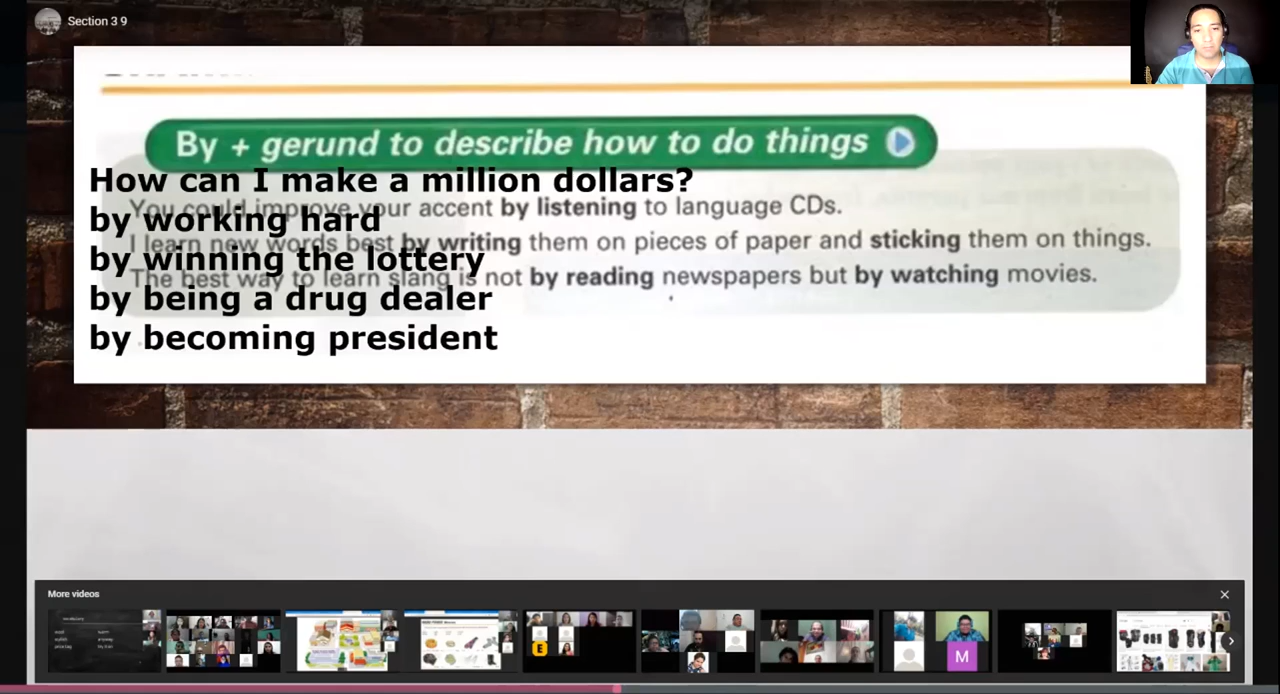 Section 3 9
By + gerund to describe how to do things
How can I make a million dollars?
You could improve your accent by listening to language CDs.
by working hard
I learn new words best by writing them on pieces of paper and sticking them on things.
by winning the lottery
The best way to learn slang is not by reading newspapers but by watching movies.
by being a drug dealer
by becoming president
More videos
E
M